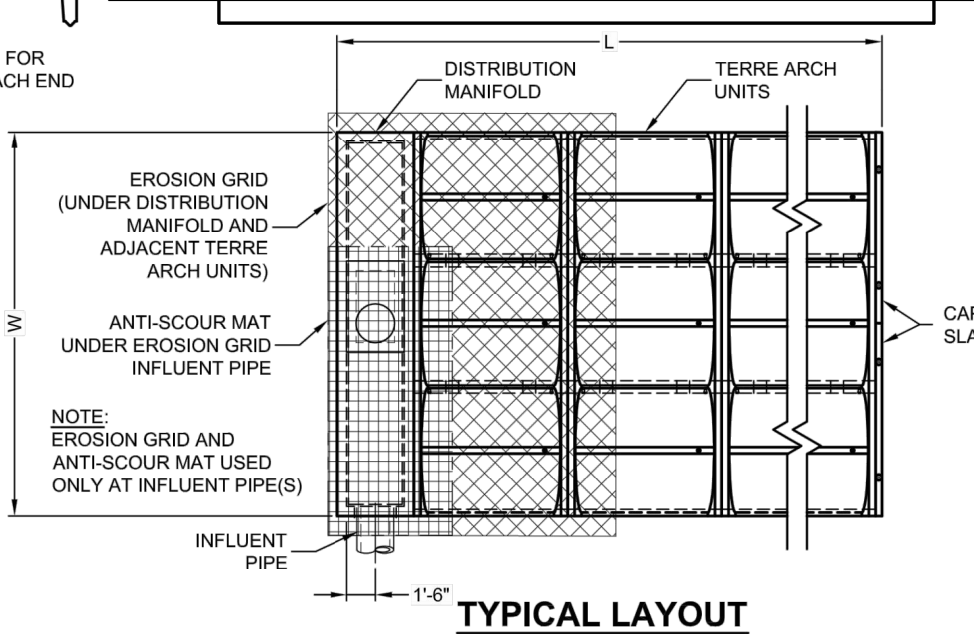 FOR
ACH END
L
DISTRIBUTION
MANIFOLD
TERRE ARCH
UNITS
EROSION GRID
(UNDER DISTRIBUTION
MANIFOLD AND
ADJACENT TERRE
ARCH UNITS)
W
ANTI-SCOUR MAT
UNDER EROSION GRID
INFLUENT PIPE
CAP
SLA
NOTE:
EROSION GRID AND
ANTI-SCOUR MAT USED
ONLY AT INFLUENT PIPE(S)
INFLUENT
PIPE
1'-6"
TYPICAL LAYOUT